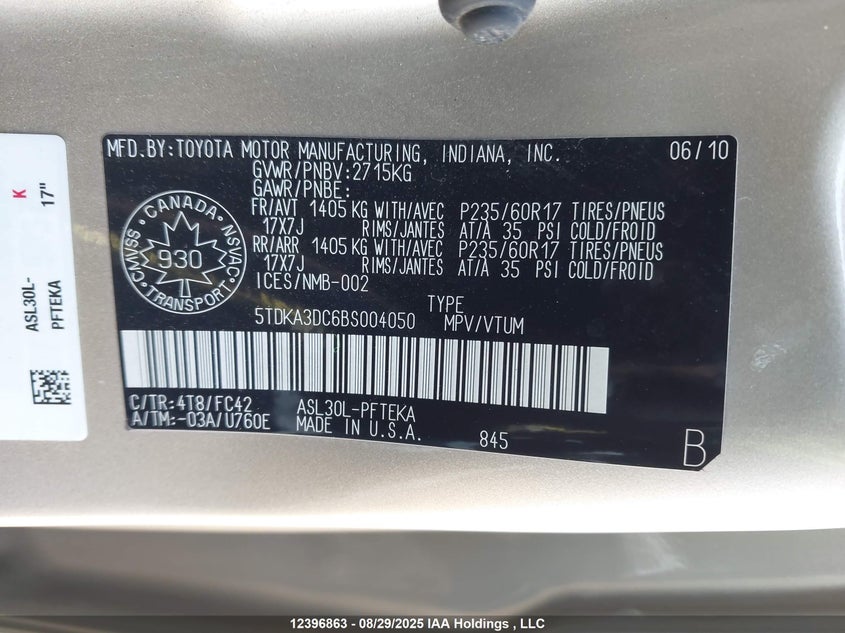 MFD.BY:TOYOTA MOTOR MANUFACTURING, INDIANA, INC. 06/10
GVWR/PNBV:2715KG
GAWR/PNBE:
FR/AVT 1405 KG WITH/AVEC P235/60R17 TIRES/PNEUS
17X7J RIMS/JANTES AT/A 35 PSI COLD/FROID
RR/ARR 1405 KG WITH/AVEC P235/60R17 TIRES/PNEUS
17X7J RIMS/JANTES AT/A 35 PSI COLD/FROID
ICES/NMB-002
CANADA
CMVSS 930 NSVAC
TRANSPORT
TYPE
5TDKA3DC6BS004050 MPV/VTUM
C/TR:4T8/FC42 ASL30L-PFTEKA
A/TM:-03A/U760E MADE IN U.S.A. 845
B
K
17"
ASL30L-
PFTEKA
12396863 - 08/29/2025 IAA Holdings , LLC